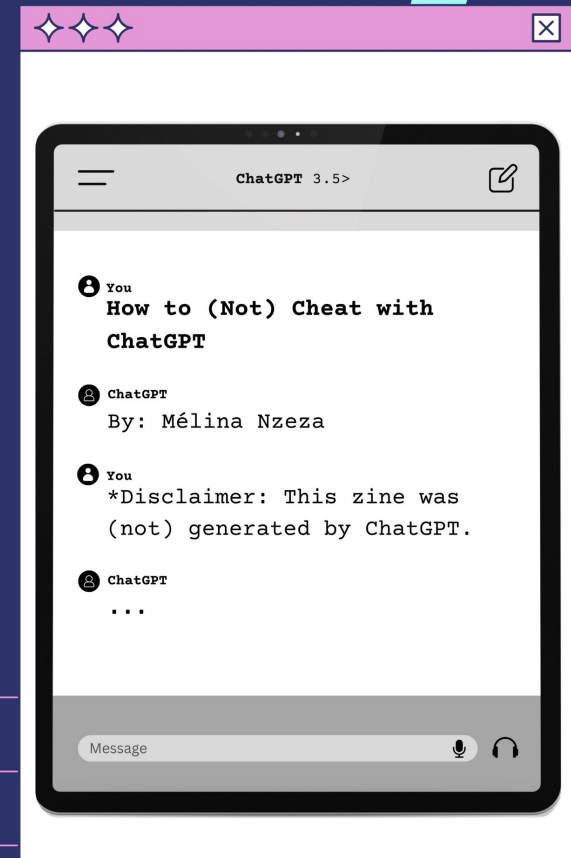 ChatGPT 3.5>
You
How to (Not) Cheat with
ChatGPT
ChatGPT
By: Mélina Nzeza
You
*Disclaimer: This zine was
(not) generated by ChatGPT.
ChatGPT
...
Message